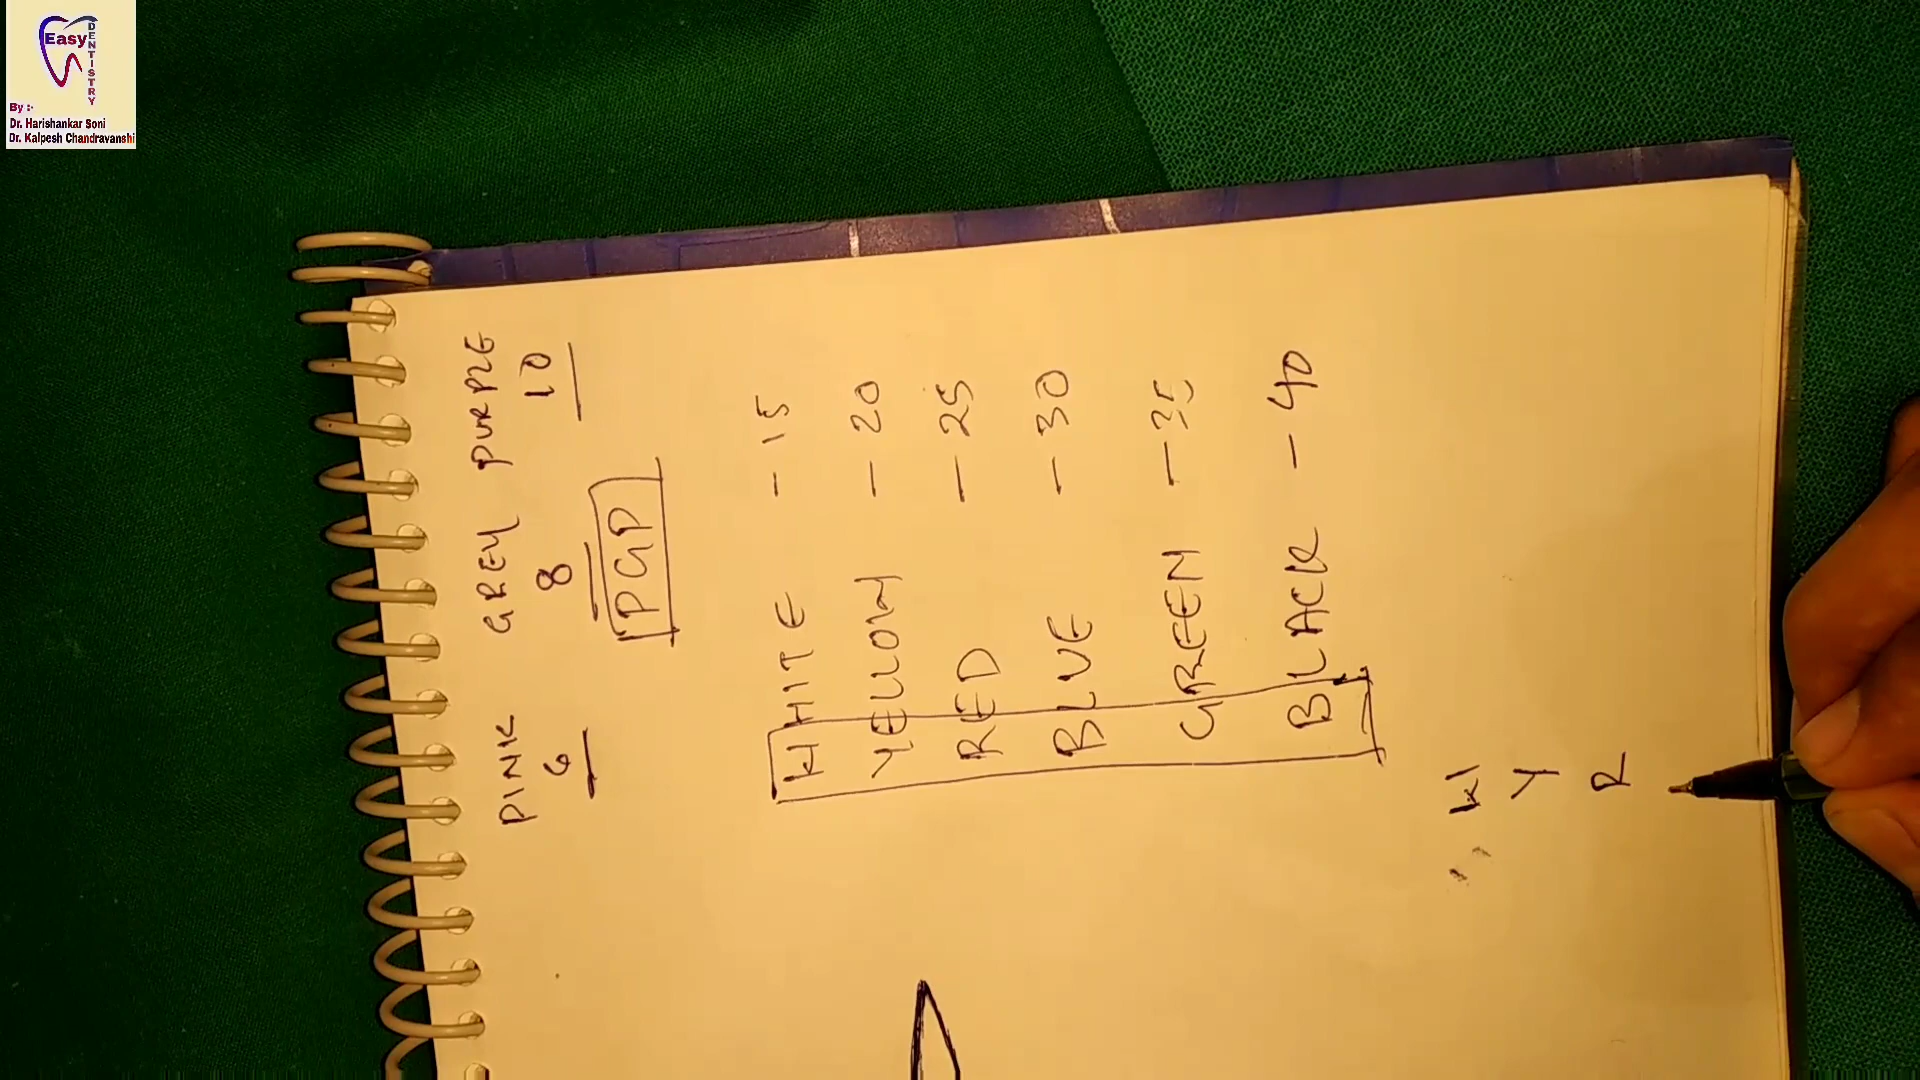 Easy
DENTISTRY
By :-
Dr. Harishankar Soni
Dr. Kalpesh Chandravanshi
PINK GREY PURPLE
6 8 10
PGP
WHITE - 15
YELLOW - 20
RED - 25
BLUE - 30
GREEN - 35
BLACK - 40
W
Y
R